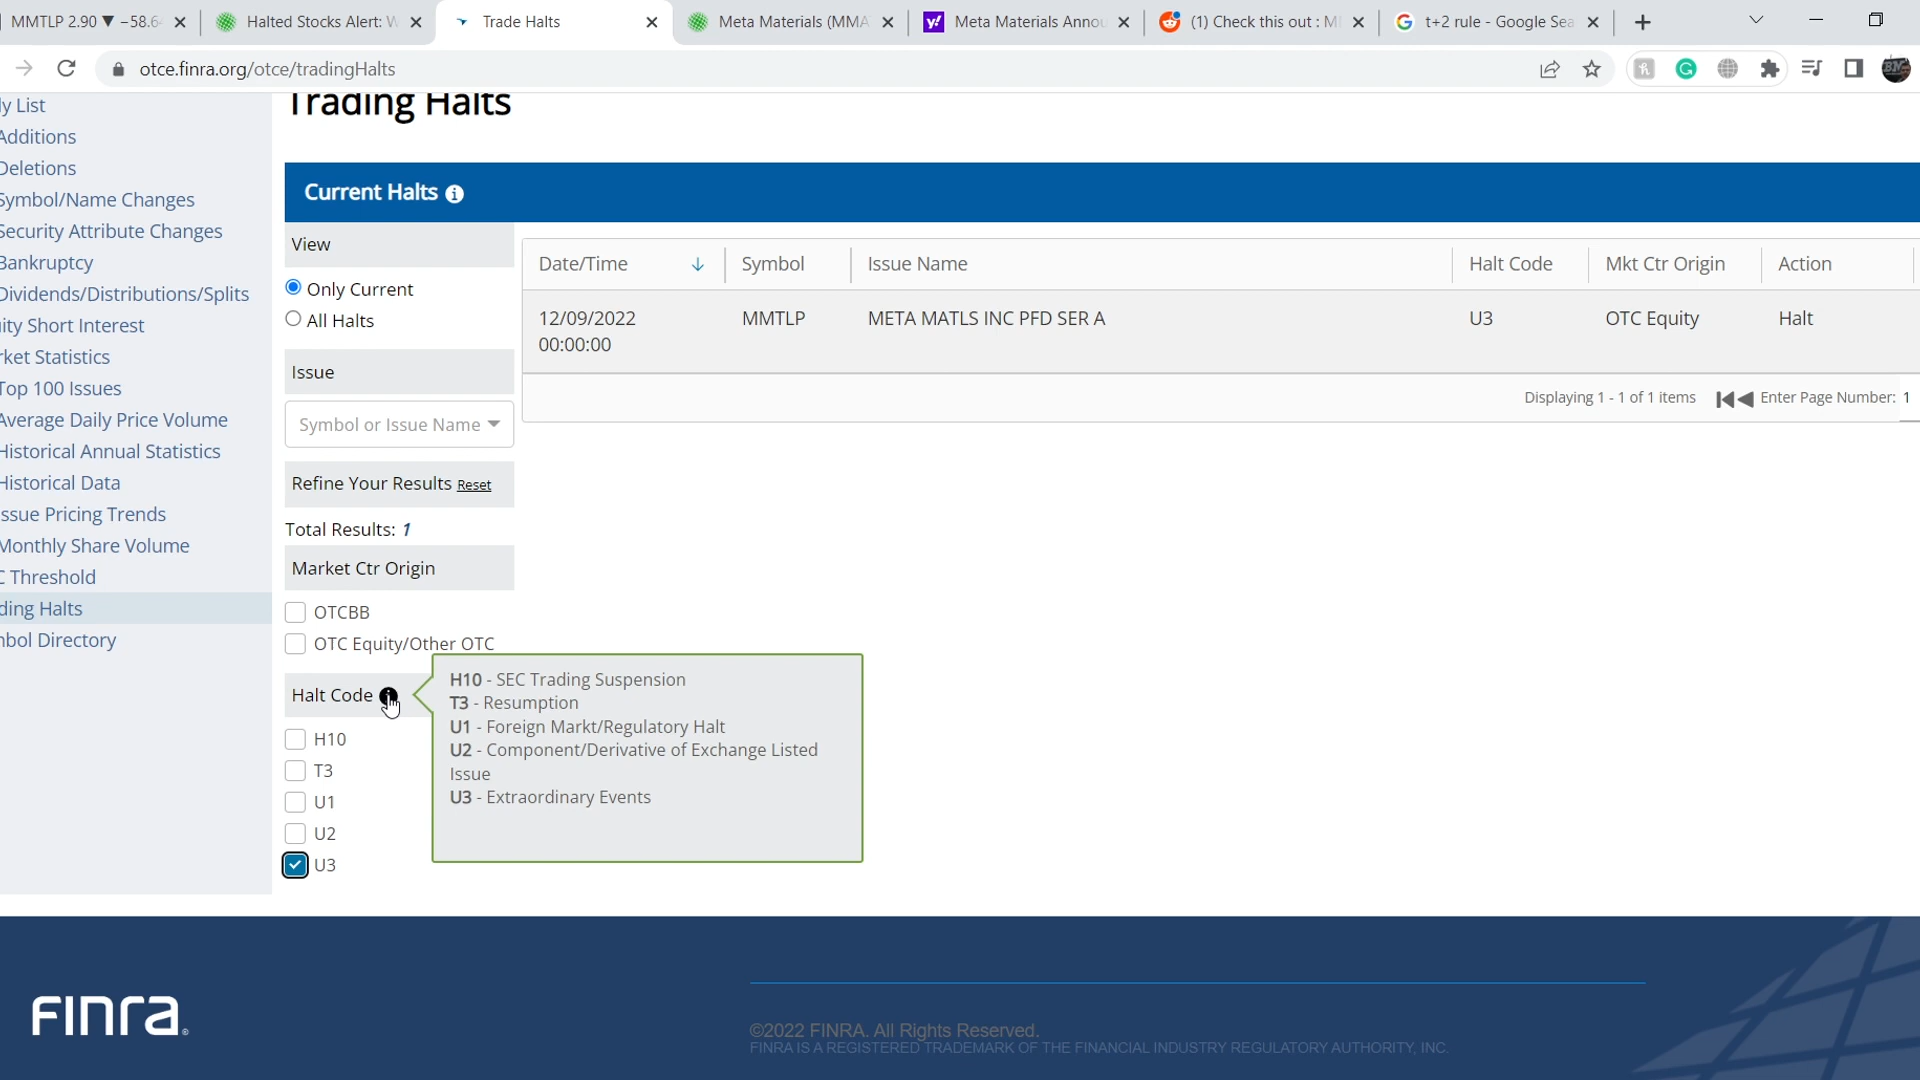 MMTLP 2.90 ▼ −58.6
Halted Stocks Alert: W
Trade Halts
Meta Materials (MMA
Meta Materials Annou
(1) Check this out : M
t+2 rule - Google Sea
otce.finra.org/otce/tradingHalts
Trading Halts
y List
Additions
Deletions
Symbol/Name Changes
Security Attribute Changes
Bankruptcy
Dividends/Distributions/Splits
ity Short Interest
rket Statistics
Top 100 Issues
Average Daily Price Volume
Historical Annual Statistics
Historical Data
Issue Pricing Trends
Monthly Share Volume
C Threshold
ding Halts
bol Directory
Current Halts
View
Only Current
All Halts
Issue
Symbol or Issue Name
Refine Your Results Reset
Total Results: 1
Market Ctr Origin
OTCBB
OTC Equity/Other OTC
Halt Code
H10
T3
U1
U2
U3
H10 - SEC Trading Suspension
T3 - Resumption
U1 - Foreign Markt/Regulatory Halt
U2 - Component/Derivative of Exchange Listed
Issue
U3 - Extraordinary Events
Date/Time Symbol Issue Name Halt Code Mkt Ctr Origin Action
12/09/2022 MMTLP META MATLS INC PFD SER A U3 OTC Equity Halt
00:00:00
Displaying 1 - 1 of 1 items Enter Page Number: 1
FINRA
©2022 FINRA. All Rights Reserved.
FINRA IS A REGISTERED TRADEMARK OF THE FINANCIAL INDUSTRY REGULATORY AUTHORITY, INC.